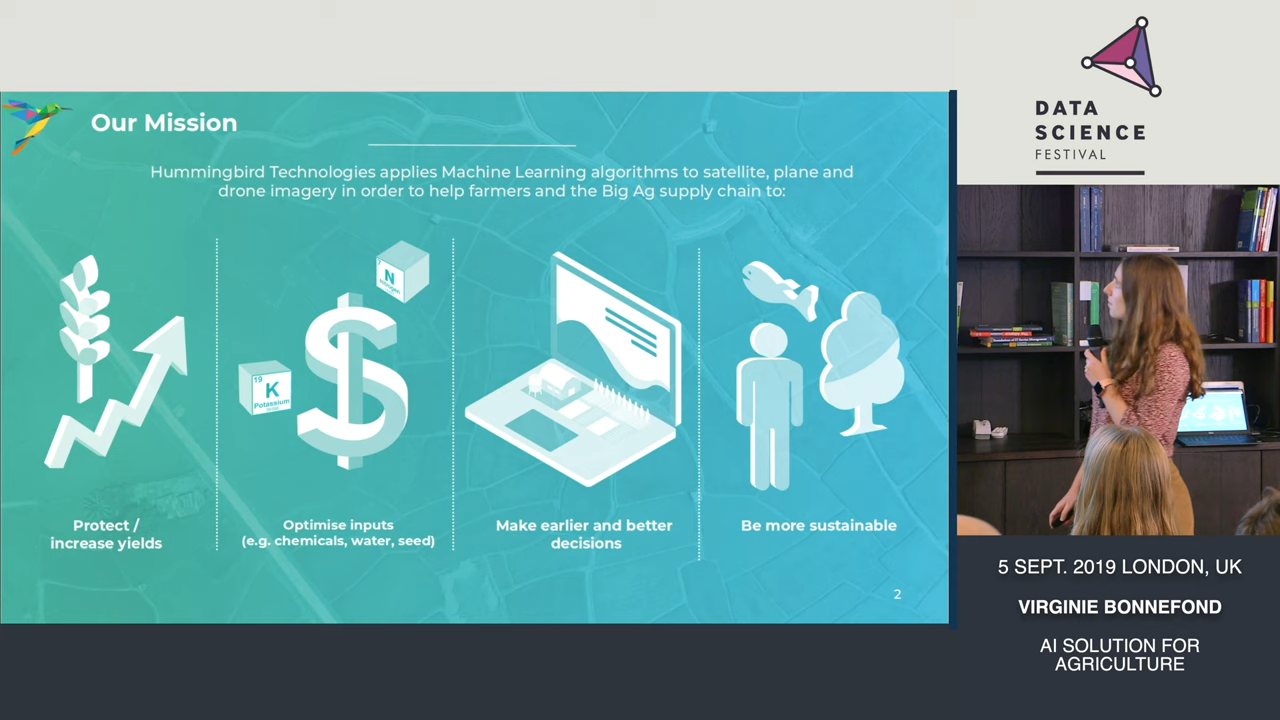 Our Mission
Hummingbird Technologies applies Machine Learning algorithms to satellite, plane and
drone imagery in order to help farmers and the Big Ag supply chain to:
N
Nitrogen
19
K
Potassium
Protect /
increase yields
Optimise inputs
(e.g. chemicals, water, seed)
Make earlier and better
decisions
Be more sustainable
2
DATA
SCIENCE
FESTIVAL
5 SEPT. 2019 LONDON, UK
VIRGINIE BONNEFOND
AI SOLUTION FOR
AGRICULTURE